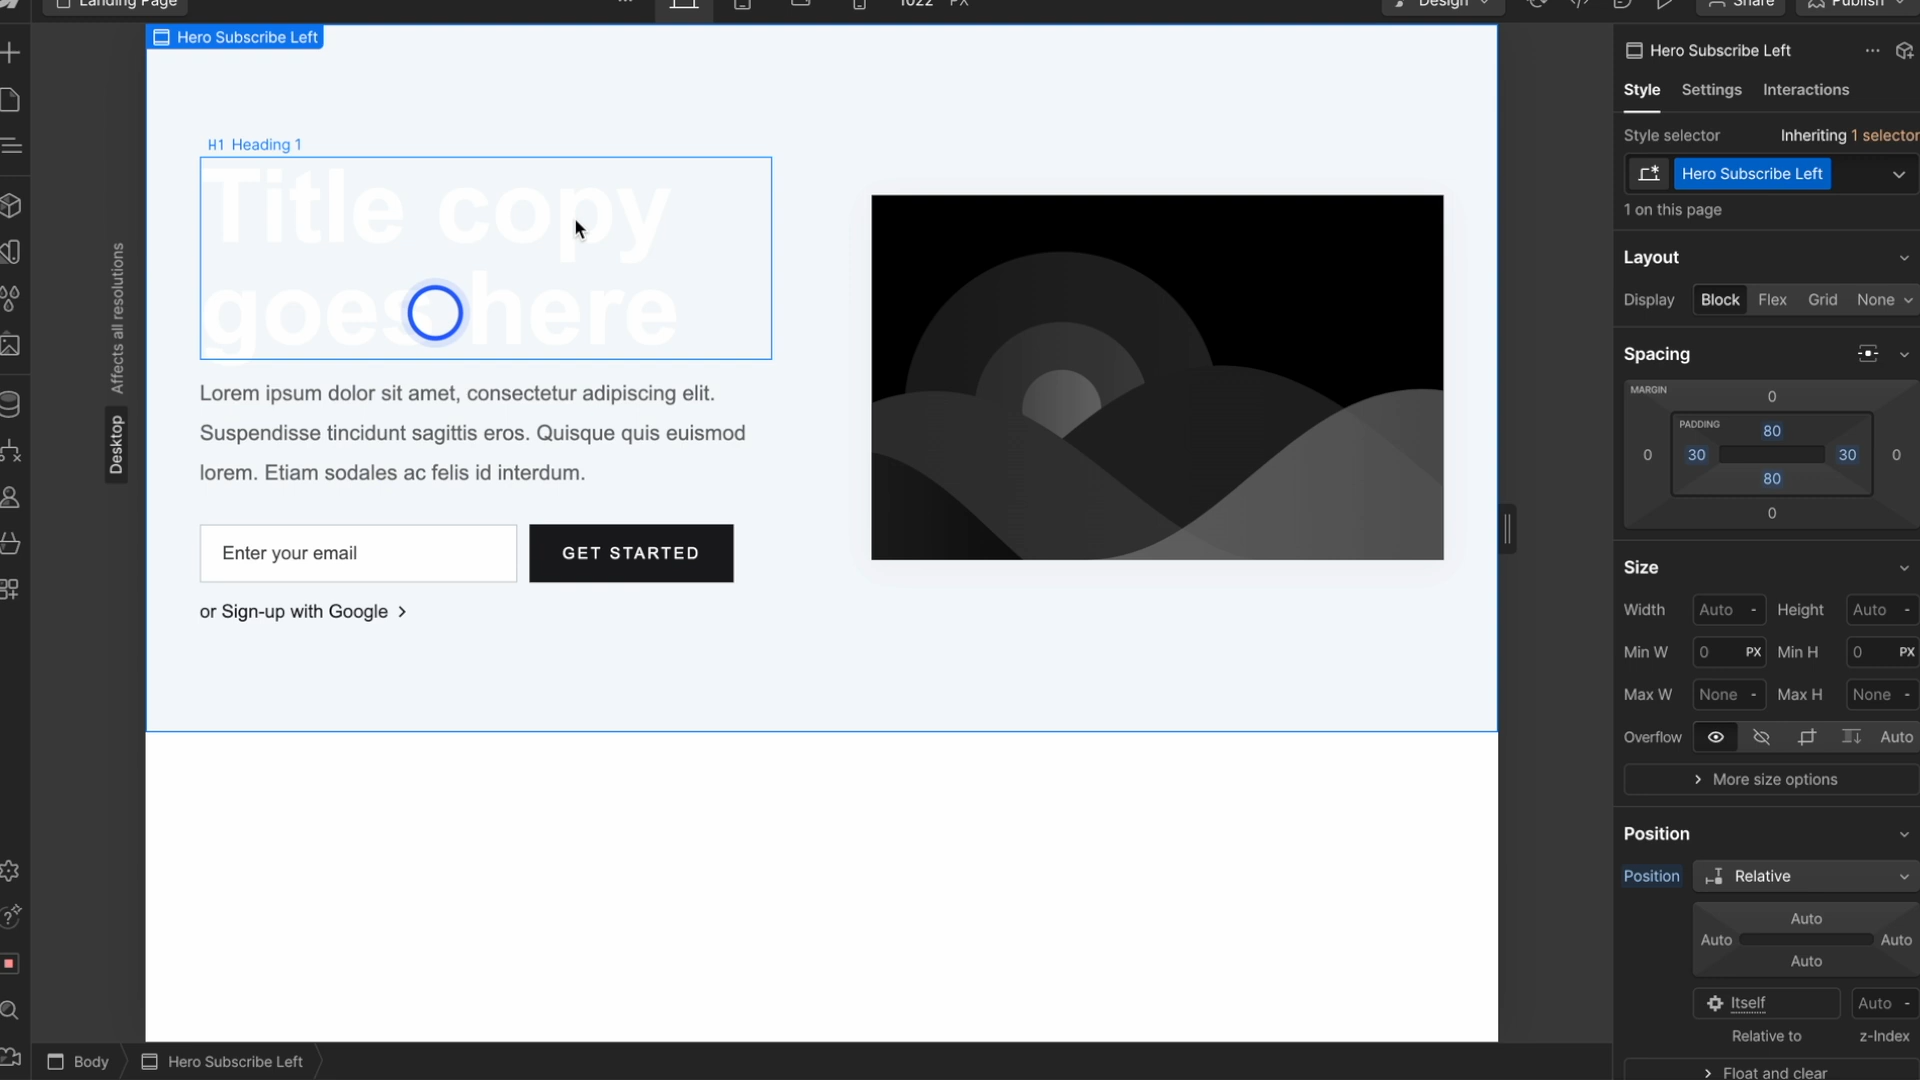 Landing Page
1022 PX
Design
Share
Publish
Hero Subscribe Left
H1 Heading 1
Title copy
goes here
Lorem ipsum dolor sit amet, consectetur adipiscing elit.
Suspendisse tincidunt sagittis eros. Quisque quis euismod
lorem. Etiam sodales ac felis id interdum.
Enter your email
GET STARTED
or Sign-up with Google
Affects all resolutions
Desktop
Hero Subscribe Left
Style Settings Interactions
Style selector Inheriting 1 selector
Hero Subscribe Left
1 on this page
Layout
Display Block Flex Grid None
Spacing
MARGIN
0
PADDING
80
0 30 30 0
80
0
Size
Width Auto - Height Auto -
Min W 0 PX Min H 0 PX
Max W None - Max H None -
Overflow Auto
More size options
Position
Position Relative
Auto
Auto Auto
Auto
Itself Auto -
Relative to z-Index
Float and clear
Body Hero Subscribe Left